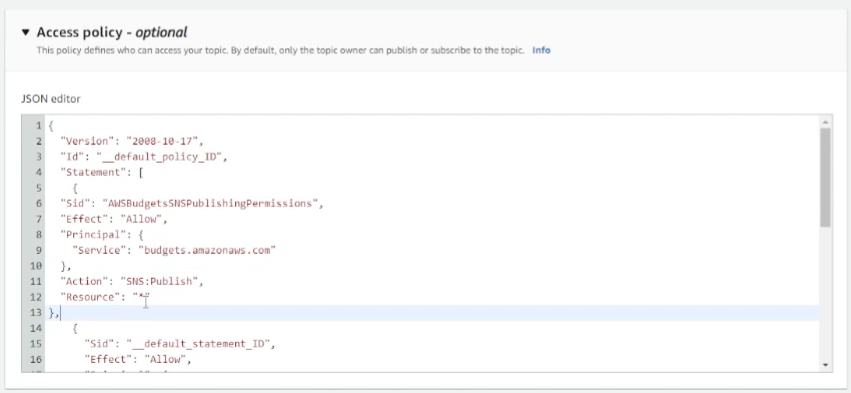 ▼ Access policy - optional
This policy defines who can access your topic. By default, only the topic owner can publish or subscribe to the topic. Info
JSON editor
1 {
2 "Version": "2008-10-17",
3 "Id": "__default_policy_ID",
4 "Statement": [
5 {
6 "Sid": "AWSBudgetsSNSPublishingPermissions",
7 "Effect": "Allow",
8 "Principal": {
9 "Service": "budgets.amazonaws.com"
10 },
11 "Action": "SNS:Publish",
12 "Resource": "*"
13 },
14 {
15 "Sid": "__default_statement_ID",
16 "Effect": "Allow",